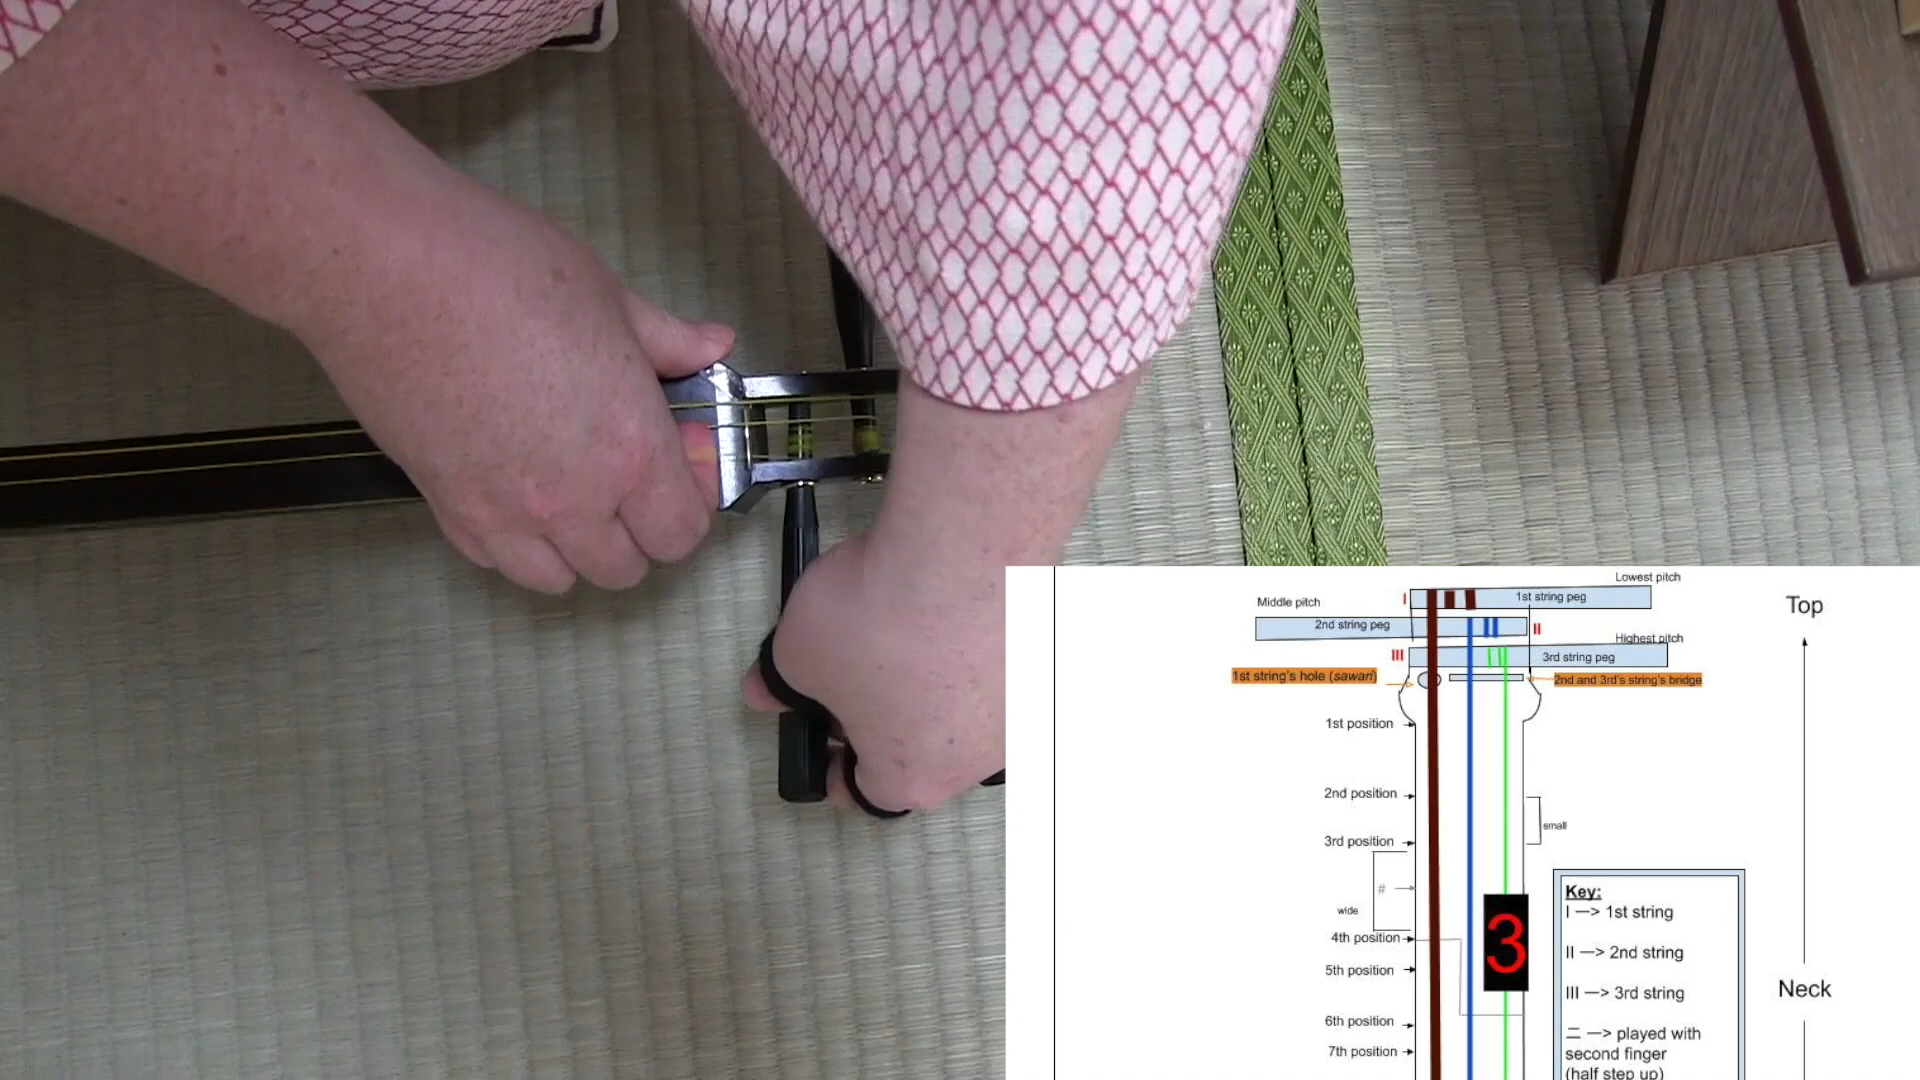 Lowest pitch
I
1st string peg
Top
Middle pitch
2nd string peg
II
Highest pitch
III
3rd string peg
1st string's hole (sawari)
2nd and 3rd's string's bridge
1st position
2nd position
small
3rd position
#
wide
4th position
3
5th position
6th position
7th position
Key:
I —> 1st string
II —> 2nd string
III —> 3rd string
二 —> played with
second finger
(half step up)
Neck